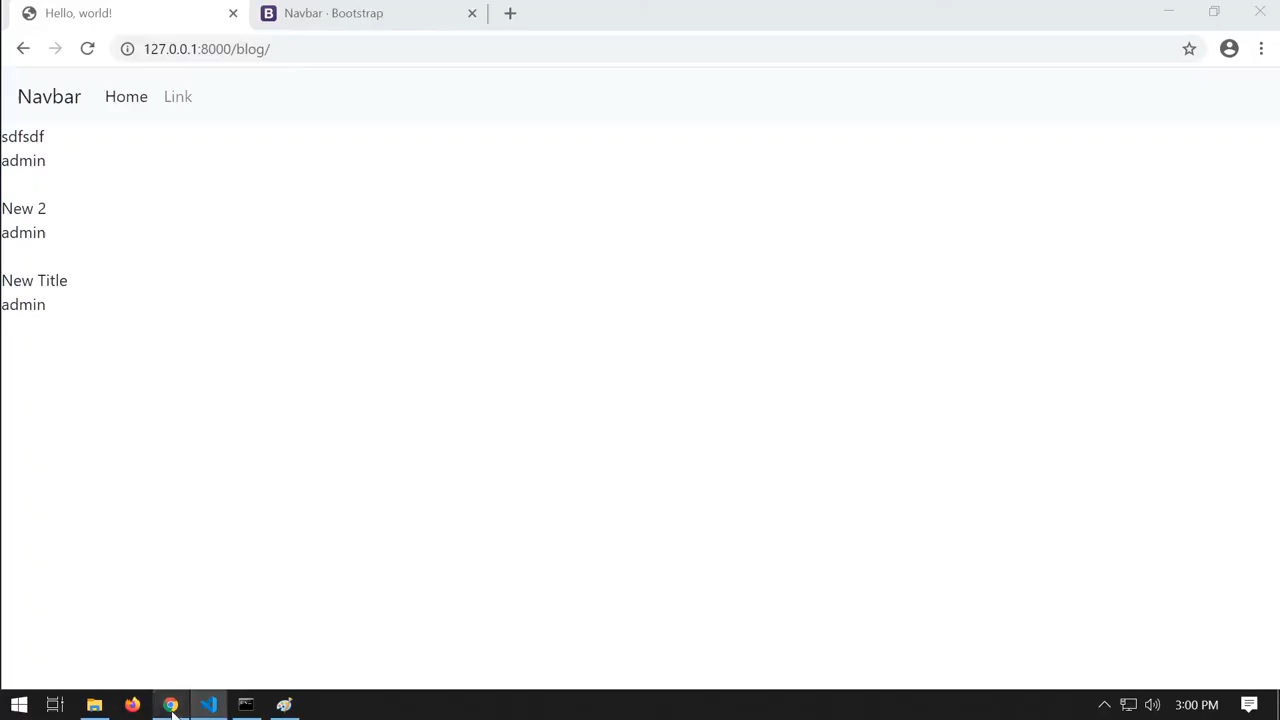 Hello, world!
Navbar · Bootstrap
127.0.0.1:8000/blog/
Navbar Home Link
sdfsdf
admin
New 2
admin
New Title
admin
3:00 PM